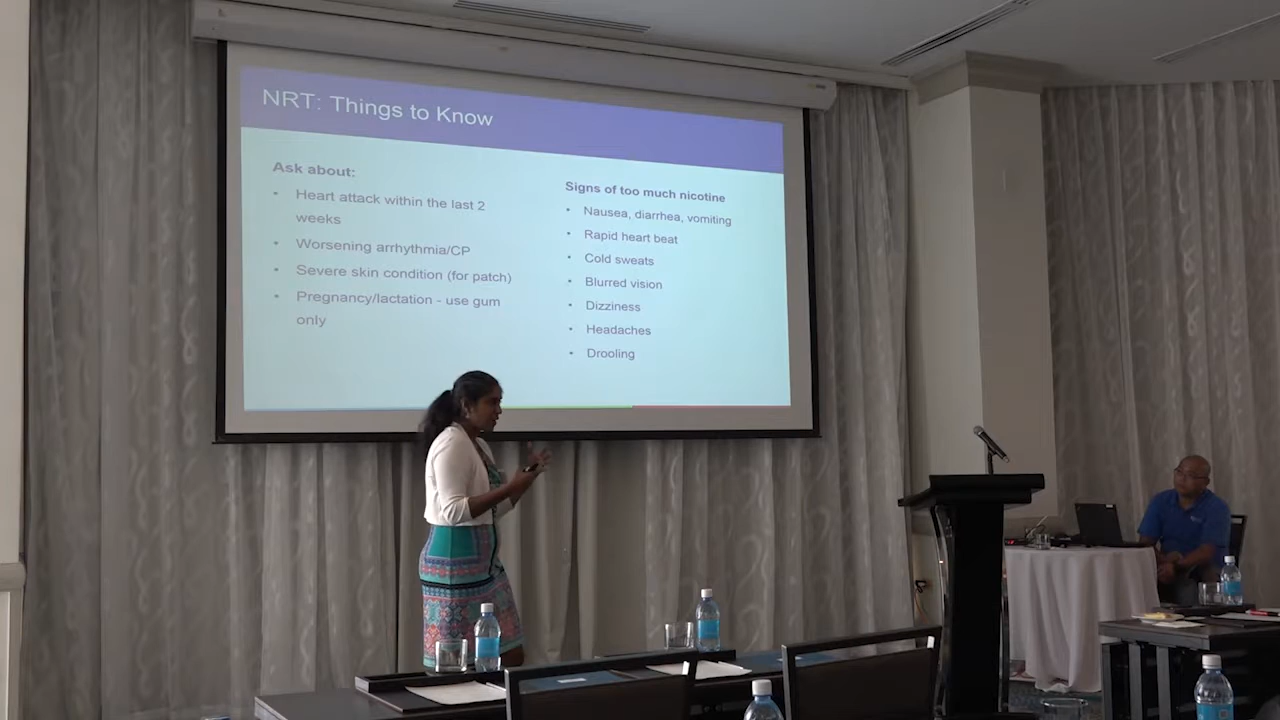 NRT: Things to Know
Ask about:
• Heart attack within the last 2
weeks
• Worsening arrhythmia/CP
• Severe skin condition (for patch)
• Pregnancy/lactation - use gum
only
Signs of too much nicotine
• Nausea, diarrhea, vomiting
• Rapid heart beat
• Cold sweats
• Blurred vision
• Dizziness
• Headaches
• Drooling